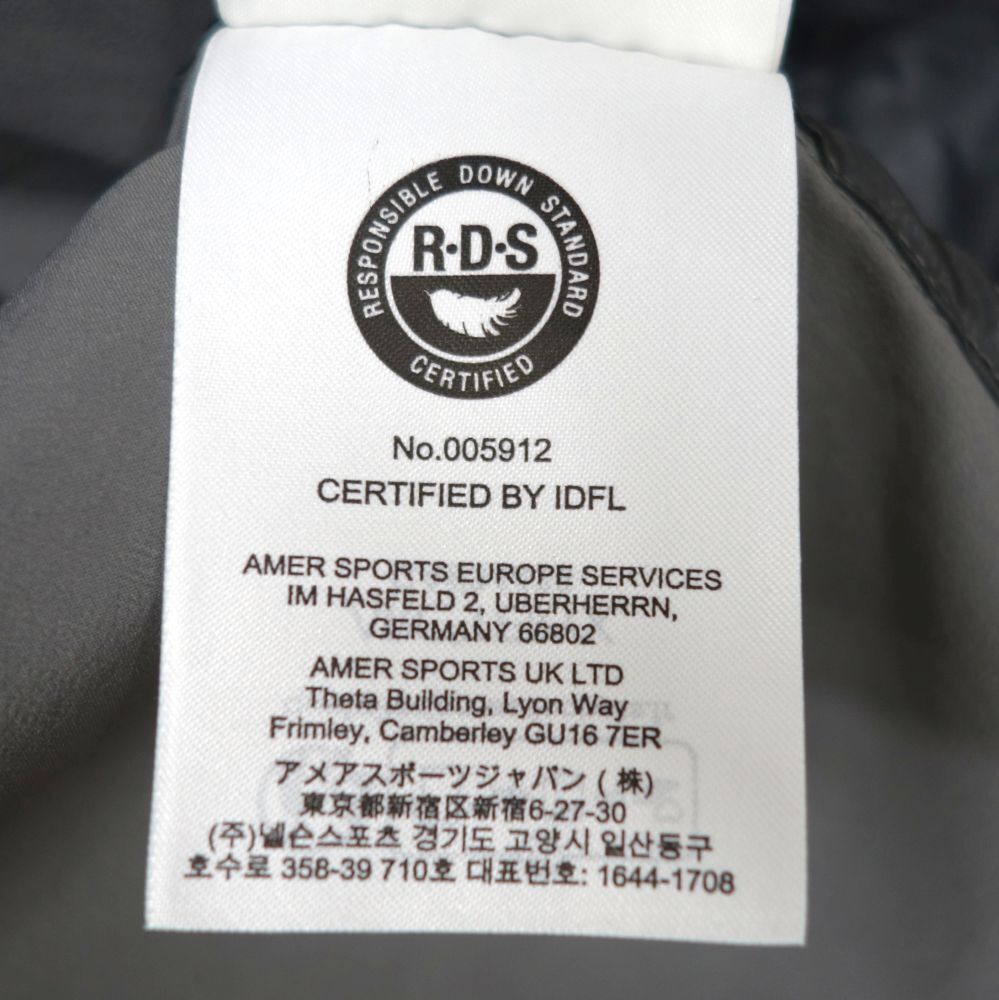 RESPONSIBLE DOWN STANDARD
R·D·S
CERTIFIED
No.005912
CERTIFIED BY IDFL
AMER SPORTS EUROPE SERVICES
IM HASFELD 2, UBERHERRN,
GERMANY 66802
AMER SPORTS UK LTD
Theta Building, Lyon Way
Frimley, Camberley GU16 7ER
アメアスポーツジャパン (株)
東京都新宿区新宿6-27-30
(주)넬슨스포츠 경기도 고양시 일산동구
호수로 358-39 710호 대표번호: 1644-1708